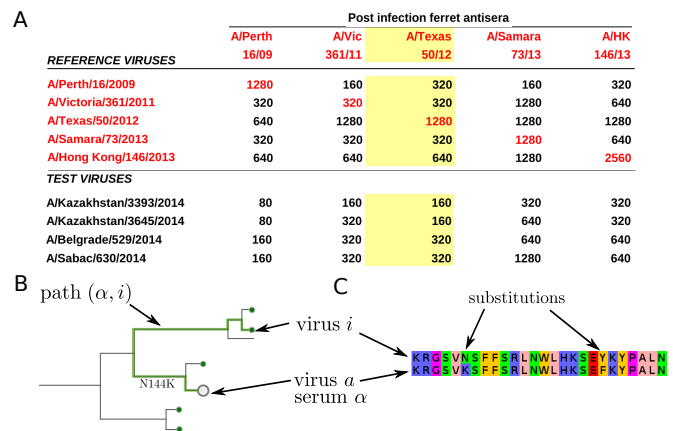 A
Post infection ferret antisera
A/Perth A/Vic A/Texas A/Samara A/HK
16/09 361/11 50/12 73/13 146/13
REFERENCE VIRUSES
A/Perth/16/2009 1280 160 320 160 320
A/Victoria/361/2011 320 320 320 1280 640
A/Texas/50/2012 640 1280 1280 1280 1280
A/Samara/73/2013 320 320 320 1280 640
A/Hong Kong/146/2013 640 640 640 1280 2560
TEST VIRUSES
A/Kazakhstan/3393/2014 80 160 160 320 320
A/Kazakhstan/3645/2014 80 320 160 640 320
A/Belgrade/529/2014 160 320 320 640 640
A/Sabac/630/2014 160 320 320 1280 640
B
path (α, i)
N144K
virus i
virus a
serum α
C
substitutions
KRGSVNSFFSRLNWLHKSEYKYPALN
KRGSVKSFFSRLNWLHKSEFKYPALN